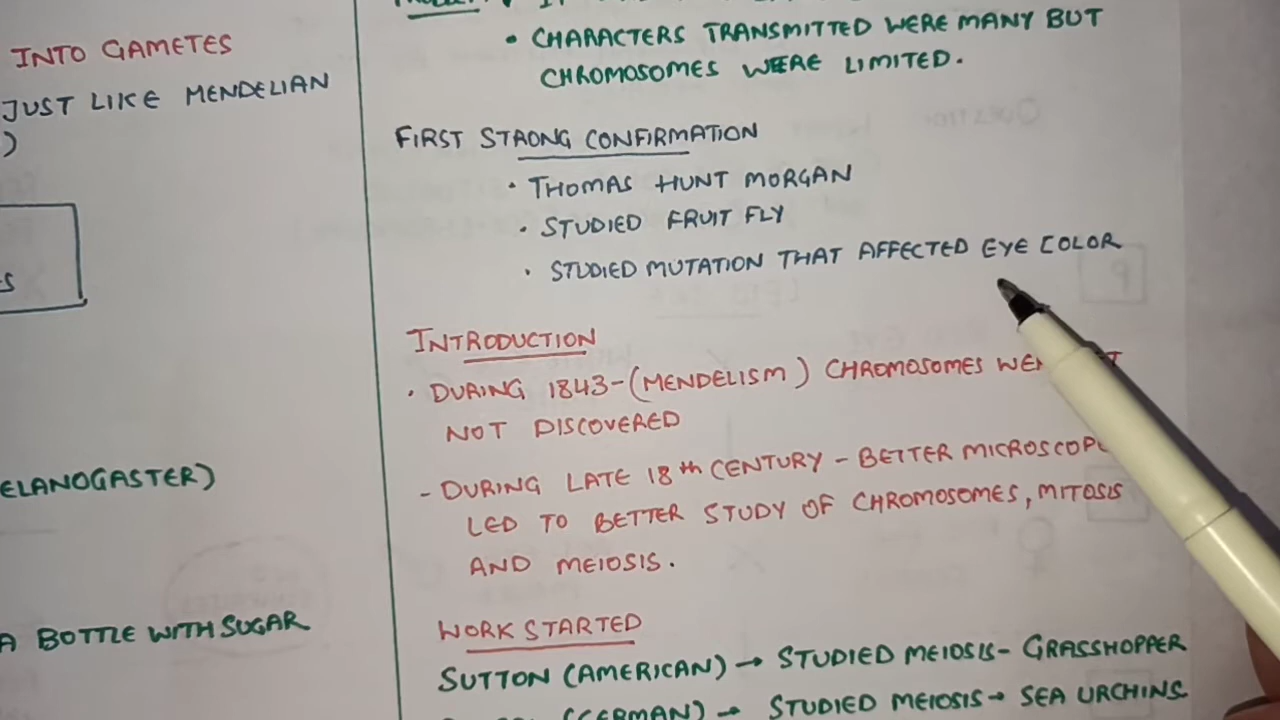 INTO GAMETES
JUST LIKE MENDELIAN
)
S
ELANOGASTER)
A BOTTLE WITH SUGAR
• CHARACTERS TRANSMITTED WERE MANY BUT
CHROMOSOMES WERE LIMITED.
FIRST STRONG CONFIRMATION
• THOMAS HUNT MORGAN
• STUDIED FRUIT FLY
• STUDIED MUTATION THAT AFFECTED EYE COLOR
INTRODUCTION
• DURING 1843-(MENDELISM) CHROMOSOMES
NOT DISCOVERED
- DURING LATE 18th CENTURY - BETTER MICROSCOPE
LED TO BETTER STUDY OF CHROMOSOMES, MITOSIS
AND MEIOSIS.
WORK STARTED
SUTTON (AMERICAN) → STUDIED MEIOSIS- GRASSHOPPER
(GERMAN) → STUDIED MEIOSIS → SEA URCHINS